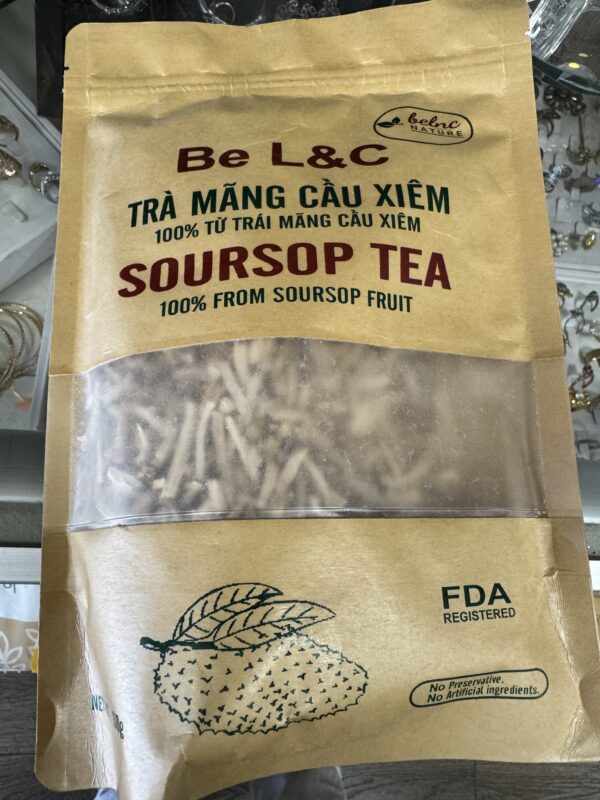 belnc
NATURE
Be L&C
TRÀ MÃNG CẦU XIÊM
100% TỪ TRÁI MÃNG CẦU XIÊM
SOURSOP TEA
100% FROM SOURSOP FRUIT
FDA
REGISTERED
No Preservative.
No Artificial ingredients.